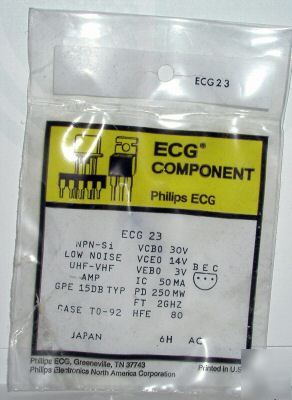 ECG23
ECG®
COMPONENT
Philips ECG
ECG 23
NPN-Si VCBO 30V
LOW NOISE VCEO 14V
UHF-VHF VEBO 3V B E C
AMP IC 50MA
GPE 15DB TYP PD 250MW
FT 2GHZ
CASE TO-92 HFE 80
JAPAN 6H AC
Philips ECG, Greeneville, TN 37743
Philips Electronics North America Corporation
Printed in U.S